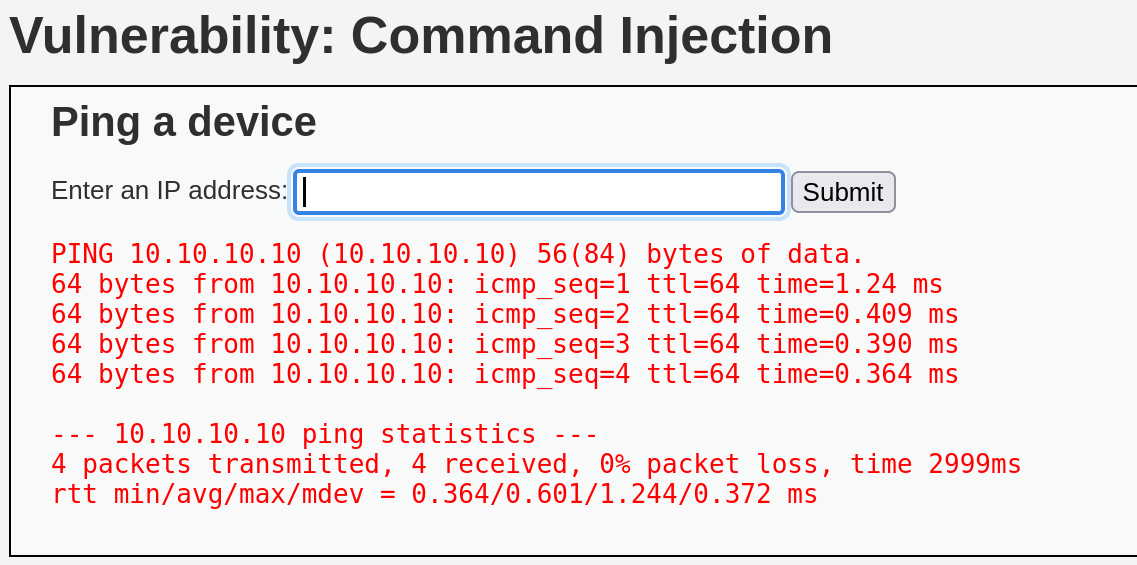 Vulnerability: Command Injection
Ping a device
Enter an IP address: Submit
PING 10.10.10.10 (10.10.10.10) 56(84) bytes of data.
64 bytes from 10.10.10.10: icmp_seq=1 ttl=64 time=1.24 ms
64 bytes from 10.10.10.10: icmp_seq=2 ttl=64 time=0.409 ms
64 bytes from 10.10.10.10: icmp_seq=3 ttl=64 time=0.390 ms
64 bytes from 10.10.10.10: icmp_seq=4 ttl=64 time=0.364 ms
--- 10.10.10.10 ping statistics ---
4 packets transmitted, 4 received, 0% packet loss, time 2999ms
rtt min/avg/max/mdev = 0.364/0.601/1.244/0.372 ms